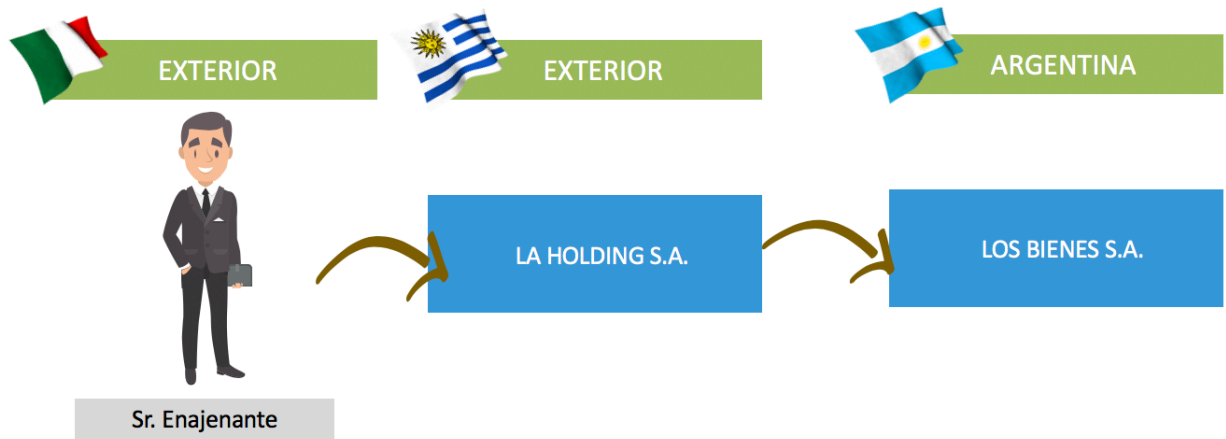 EXTERIOR
EXTERIOR
ARGENTINA
LA HOLDING S.A.
LOS BIENES S.A.
Sr. Enajenante